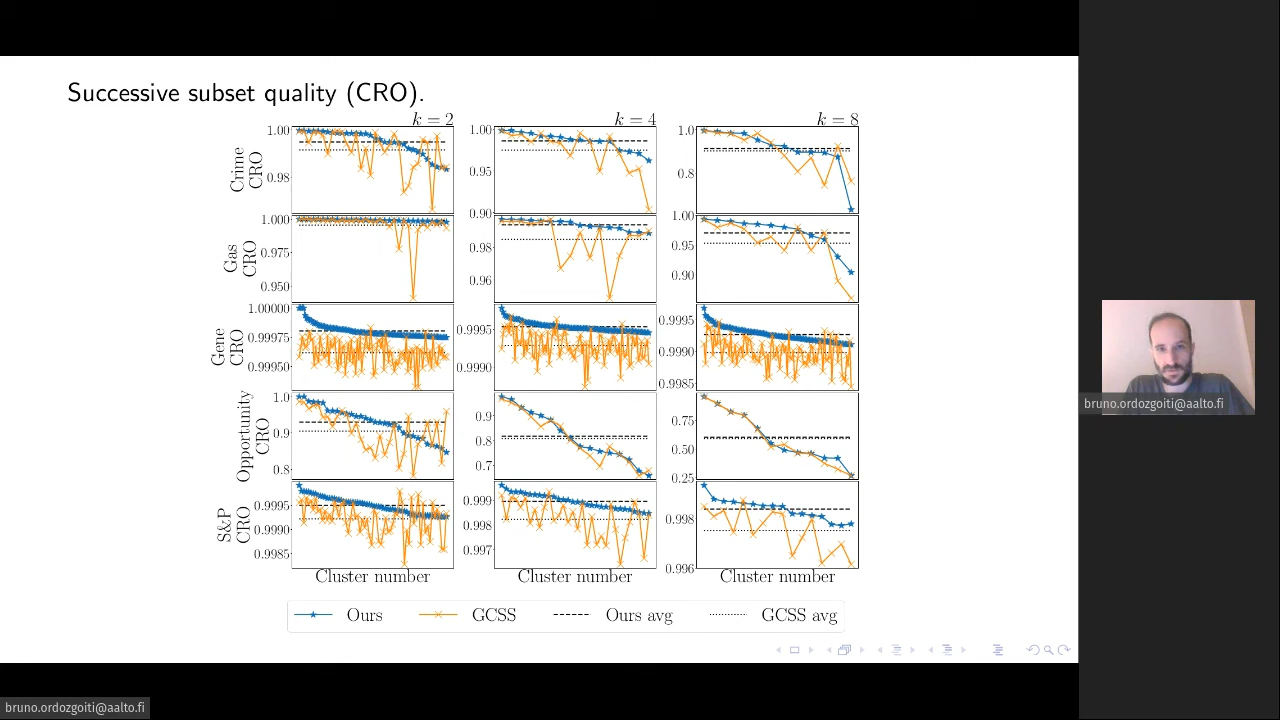 Successive subset quality (CRO).
k = 2
k = 4
k = 8
Crime
CRO
1.00
0.98
1.00
0.95
0.90
1.0
0.8
Gas
CRO
1.000
0.975
0.950
0.98
0.96
1.00
0.95
0.90
Gene
CRO
1.00000
0.99975
0.99950
0.9995
0.9990
0.9995
0.9990
0.9985
Opportunity
CRO
1.0
0.9
0.8
0.9
0.8
0.7
0.75
0.50
0.25
S&P
CRO
0.9995
0.9990
0.9985
0.999
0.998
0.997
0.998
0.996
Cluster number
Cluster number
Cluster number
Ours
GCSS
Ours avg
GCSS avg
bruno.ordozgoiti@aalto.fi
bruno.ordozgoiti@aalto.fi